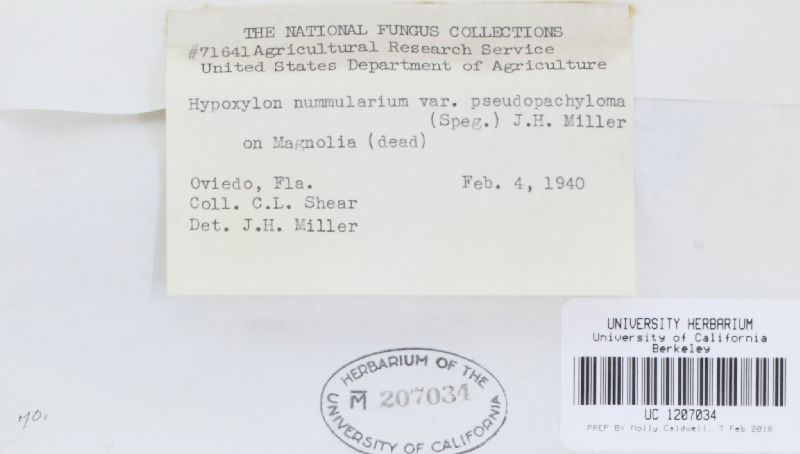 THE NATIONAL FUNGUS COLLECTIONS
#71641 Agricultural Research Service
United States Department of Agriculture
Hypoxylon nummularium var. pseudopachyloma
(Speg.) J.H. Miller
on Magnolia (dead)
Oviedo, Fla. Feb. 4, 1940
Coll. C.L. Shear
Det. J.H. Miller
UNIVERSITY HERBARIUM
University of California
Berkeley
UC 1207034
PREP BY Molly Caldwell, 7 Feb 2016
HERBARIUM OF THE
M 207034
UNIVERSITY OF CALIFORNIA